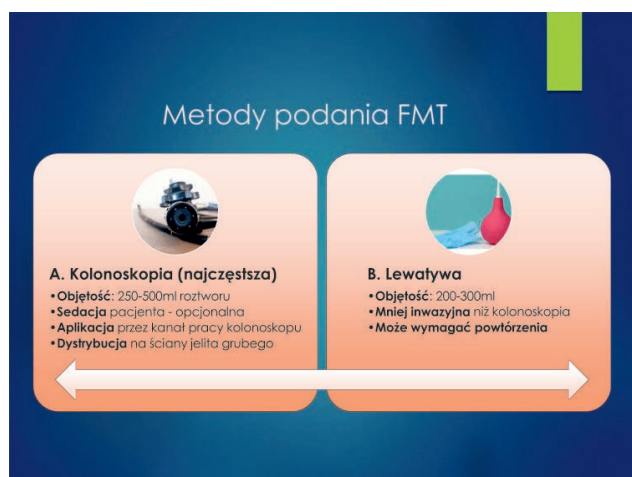 Metody podania FMT
A. Kolonoskopia (najczęstsza)
•Objętość: 250-500ml roztworu
•Sedacja pacjenta - opcjonalna
•Aplikacja przez kanał pracy kolonoskopu
•Dystrybucja na ściany jelita grubego
B. Lewatywa
•Objętość: 200-300ml
•Mniej inwazyjna niż kolonoskopia
•Może wymagać powtórzenia